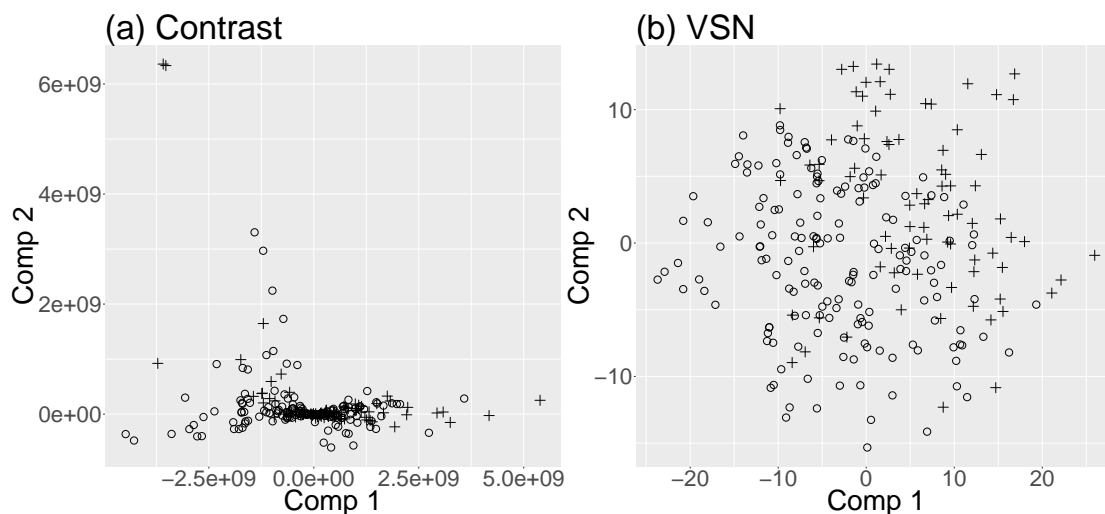 (a) Contrast
6e+09
4e+09
2e+09
0e+00
Comp 2
−2.5e+09
0.0e+00
2.5e+09
5.0e+09
Comp 1
(b) VSN
10
0
−10
Comp 2
−20
−10
0
10
20
Comp 1